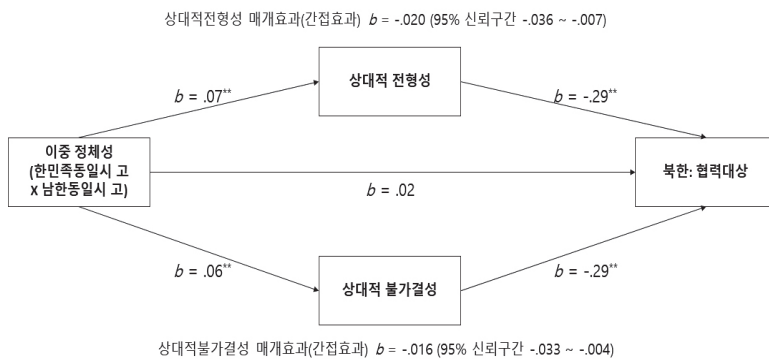 상대적전형성 매개효과(간접효과) b = -.020 (95% 신뢰구간 -.036 ~ -.007)
상대적 전형성
b = .07**
b = -.29**
이중 정체성
(한민족동일시 고
X 남한동일시 고)
북한: 협력대상
b = .02
b = .06**
b = -.29**
상대적 불가결성
상대적불가결성 매개효과(간접효과) b = -.016 (95% 신뢰구간 -.033 ~ -.004)